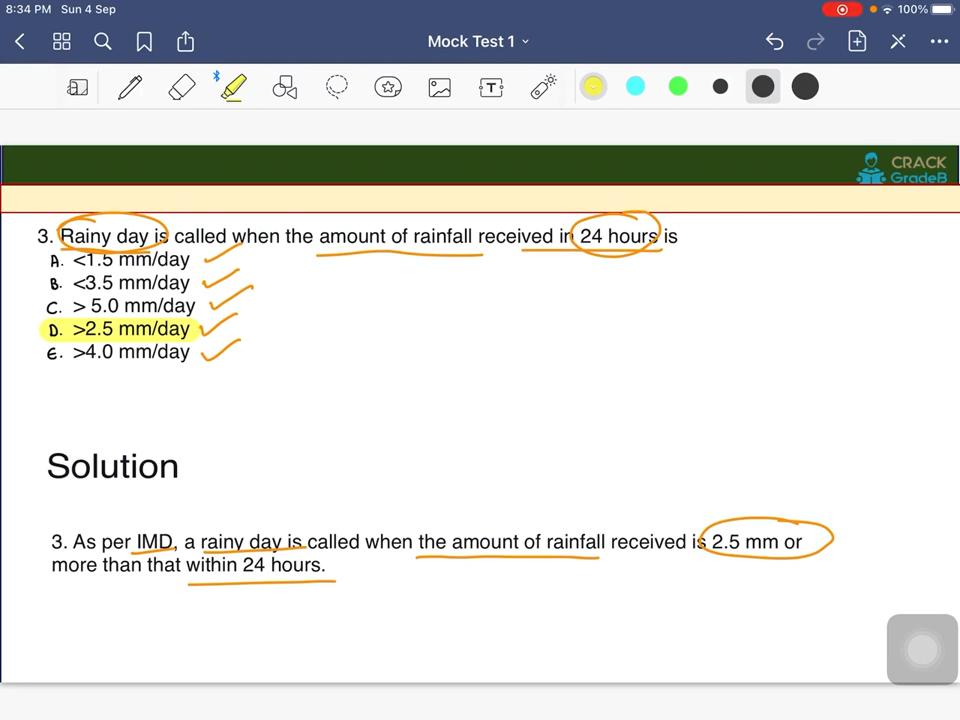 8:34 PM Sun 4 Sep
100%
Mock Test 1
T
CRACK
GradeB
3. Rainy day is called when the amount of rainfall received in 24 hours is
A. <1.5 mm/day
B. <3.5 mm/day
C. > 5.0 mm/day
D. >2.5 mm/day
E. >4.0 mm/day
Solution
3. As per IMD, a rainy day is called when the amount of rainfall received is 2.5 mm or
more than that within 24 hours.